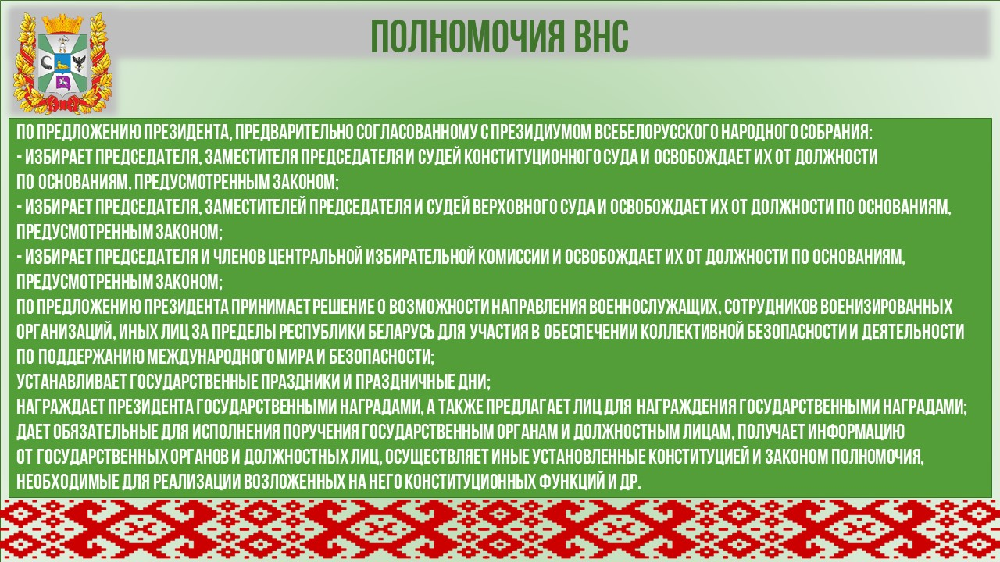 ПОЛНОМОЧИЯ ВНС
ПО ПРЕДЛОЖЕНИЮ ПРЕЗИДЕНТА, ПРЕДВАРИТЕЛЬНО СОГЛАСОВАННОМУ С ПРЕЗИДИУМОМ ВСЕБЕЛОРУССКОГО НАРОДНОГО СОБРАНИЯ:
- ИЗБИРАЕТ ПРЕДСЕДАТЕЛЯ, ЗАМЕСТИТЕЛЯ ПРЕДСЕДАТЕЛЯ И СУДЕЙ КОНСТИТУЦИОННОГО СУДА И ОСВОБОЖДАЕТ ИХ ОТ ДОЛЖНОСТИ
ПО ОСНОВАНИЯМ, ПРЕДУСМОТРЕННЫМ ЗАКОНОМ;
- ИЗБИРАЕТ ПРЕДСЕДАТЕЛЯ, ЗАМЕСТИТЕЛЕЙ ПРЕДСЕДАТЕЛЯ И СУДЕЙ ВЕРХОВНОГО СУДА И ОСВОБОЖДАЕТ ИХ ОТ ДОЛЖНОСТИ ПО ОСНОВАНИЯМ,
ПРЕДУСМОТРЕННЫМ ЗАКОНОМ;
- ИЗБИРАЕТ ПРЕДСЕДАТЕЛЯ И ЧЛЕНОВ ЦЕНТРАЛЬНОЙ ИЗБИРАТЕЛЬНОЙ КОМИССИИ И ОСВОБОЖДАЕТ ИХ ОТ ДОЛЖНОСТИ ПО ОСНОВАНИЯМ,
ПРЕДУСМОТРЕННЫМ ЗАКОНОМ;
ПО ПРЕДЛОЖЕНИЮ ПРЕЗИДЕНТА ПРИНИМАЕТ РЕШЕНИЕ О ВОЗМОЖНОСТИ НАПРАВЛЕНИЯ ВОЕННОСЛУЖАЩИХ, СОТРУДНИКОВ ВОЕНИЗИРОВАННЫХ
ОРГАНИЗАЦИЙ, ИНЫХ ЛИЦ ЗА ПРЕДЕЛЫ РЕСПУБЛИКИ БЕЛАРУСЬ ДЛЯ УЧАСТИЯ В ОБЕСПЕЧЕНИИ КОЛЛЕКТИВНОЙ БЕЗОПАСНОСТИ И ДЕЯТЕЛЬНОСТИ
ПО ПОДДЕРЖАНИЮ МЕЖДУНАРОДНОГО МИРА И БЕЗОПАСНОСТИ;
УСТАНАВЛИВАЕТ ГОСУДАРСТВЕННЫЕ ПРАЗДНИКИ И ПРАЗДНИЧНЫЕ ДНИ;
НАГРАЖДАЕТ ПРЕЗИДЕНТА ГОСУДАРСТВЕННЫМИ НАГРАДАМИ, А ТАКЖЕ ПРЕДЛАГАЕТ ЛИЦ ДЛЯ НАГРАЖДЕНИЯ ГОСУДАРСТВЕННЫМИ НАГРАДАМИ;
ДАЕТ ОБЯЗАТЕЛЬНЫЕ ДЛЯ ИСПОЛНЕНИЯ ПОРУЧЕНИЯ ГОСУДАРСТВЕННЫМ ОРГАНАМ И ДОЛЖНОСТНЫМ ЛИЦАМ, ПОЛУЧАЕТ ИНФОРМАЦИЮ
ОТ ГОСУДАРСТВЕННЫХ ОРГАНОВ И ДОЛЖНОСТНЫХ ЛИЦ, ОСУЩЕСТВЛЯЕТ ИНЫЕ УСТАНОВЛЕННЫЕ КОНСТИТУЦИЕЙ И ЗАКОНОМ ПОЛНОМОЧИЯ,
НЕОБХОДИМЫЕ ДЛЯ РЕАЛИЗАЦИИ ВОЗЛОЖЕННЫХ НА НЕГО КОНСТИТУЦИОННЫХ ФУНКЦИЙ И ДР.